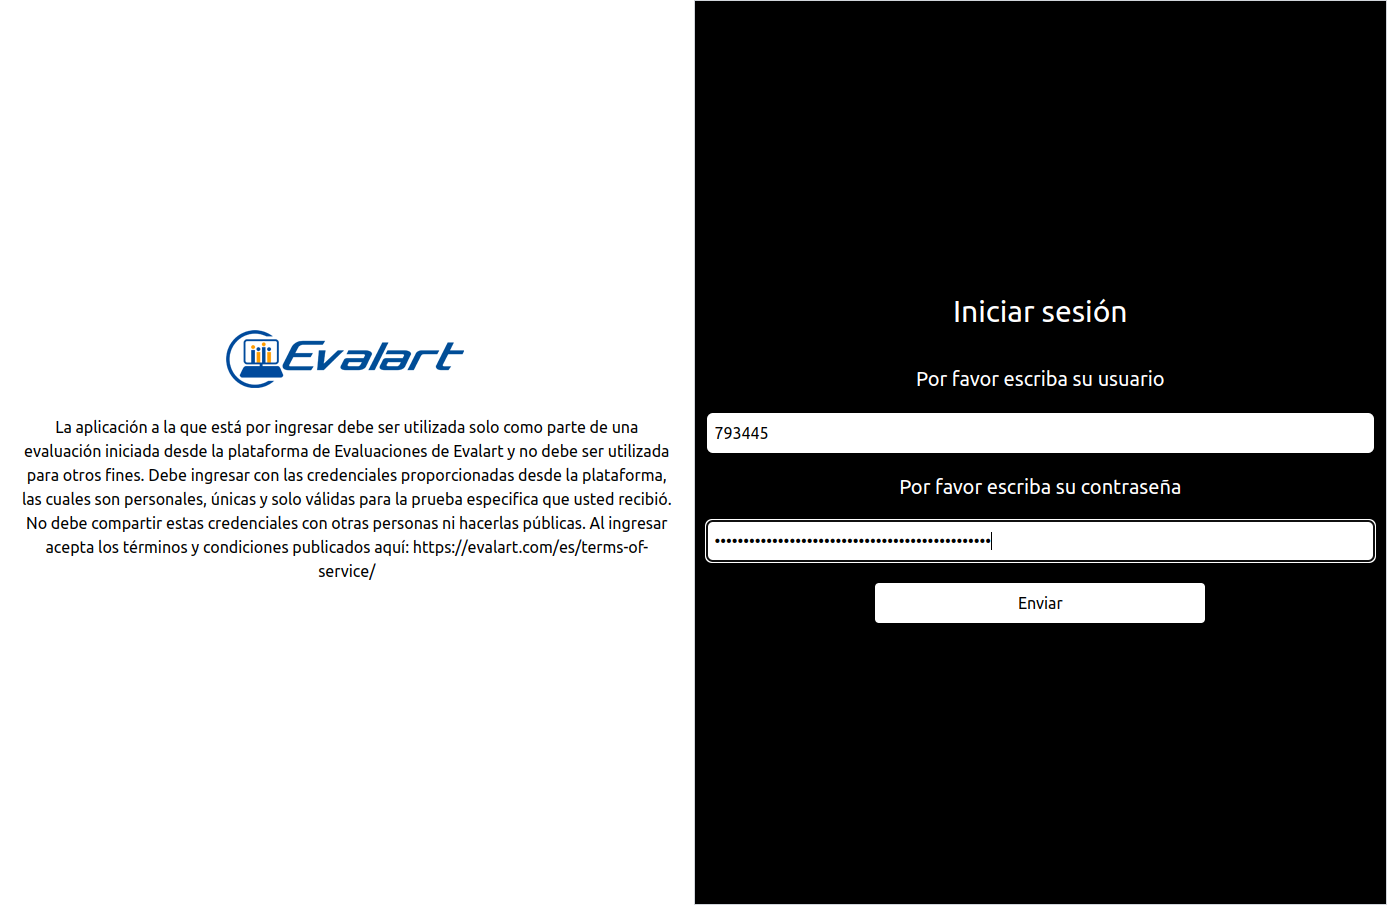 Evalart
La aplicación a la que está por ingresar debe ser utilizada solo como parte de una
evaluación iniciada desde la plataforma de Evaluaciones de Evalart y no debe ser utilizada
para otros fines. Debe ingresar con las credenciales proporcionadas desde la plataforma,
las cuales son personales, únicas y solo válidas para la prueba especifica que usted recibió.
No debe compartir estas credenciales con otras personas ni hacerlas públicas. Al ingresar
acepta los términos y condiciones publicados aquí: https://evalart.com/es/terms-of-
service/
Iniciar sesión
Por favor escriba su usuario
793445
Por favor escriba su contraseña
Enviar